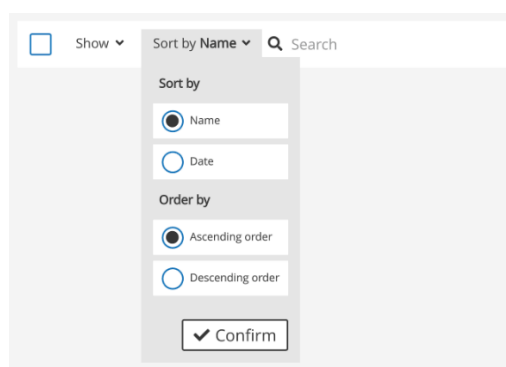 Show Sort by Name Search
Sort by
Name
Date
Order by
Ascending order
Descending order
Confirm